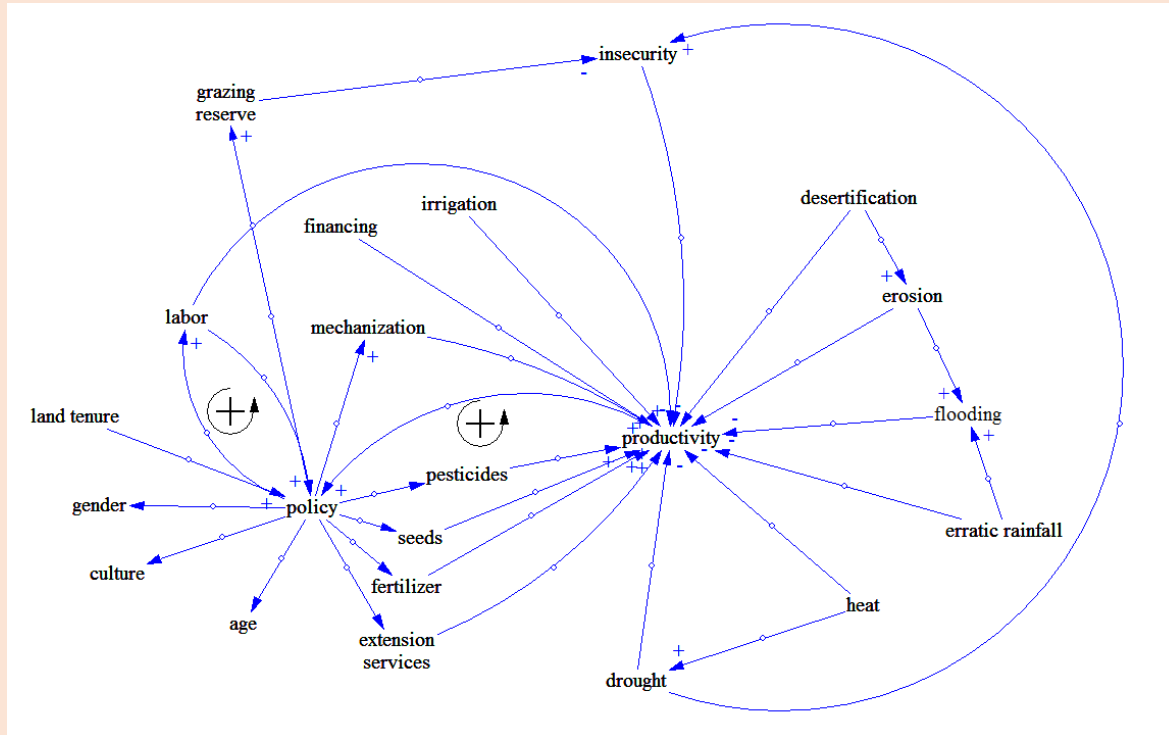 insecurity +
-
grazing
reserve
+
desertification
irrigation
financing
+
erosion
labor
mechanization
+
+
+
+
land tenure
+
+
flooding
+ -
-
+
+
-
productivity
-
-
+
+
+ +
-
pesticides
+
+
+
gender
policy
erratic rainfall
seeds
culture
fertilizer
heat
age
extension
services
+
drought